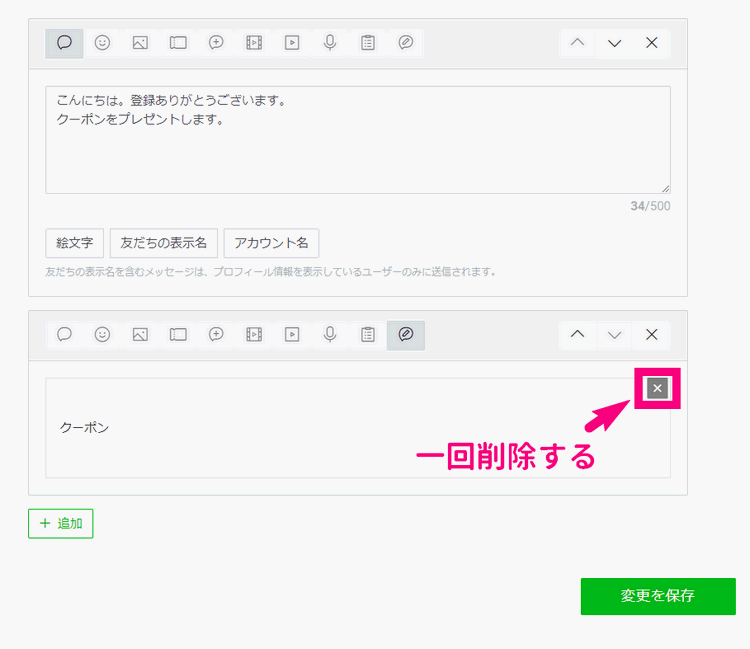 こんにちは。登録ありがとうございます。
クーポンをプレゼントします。
34/500
絵文字 友だちの表示名 アカウント名
友だちの表示名を含むメッセージは、プロフィール情報を表示しているユーザーのみに送信されます。
クーポン
一回削除する
+ 追加
変更を保存